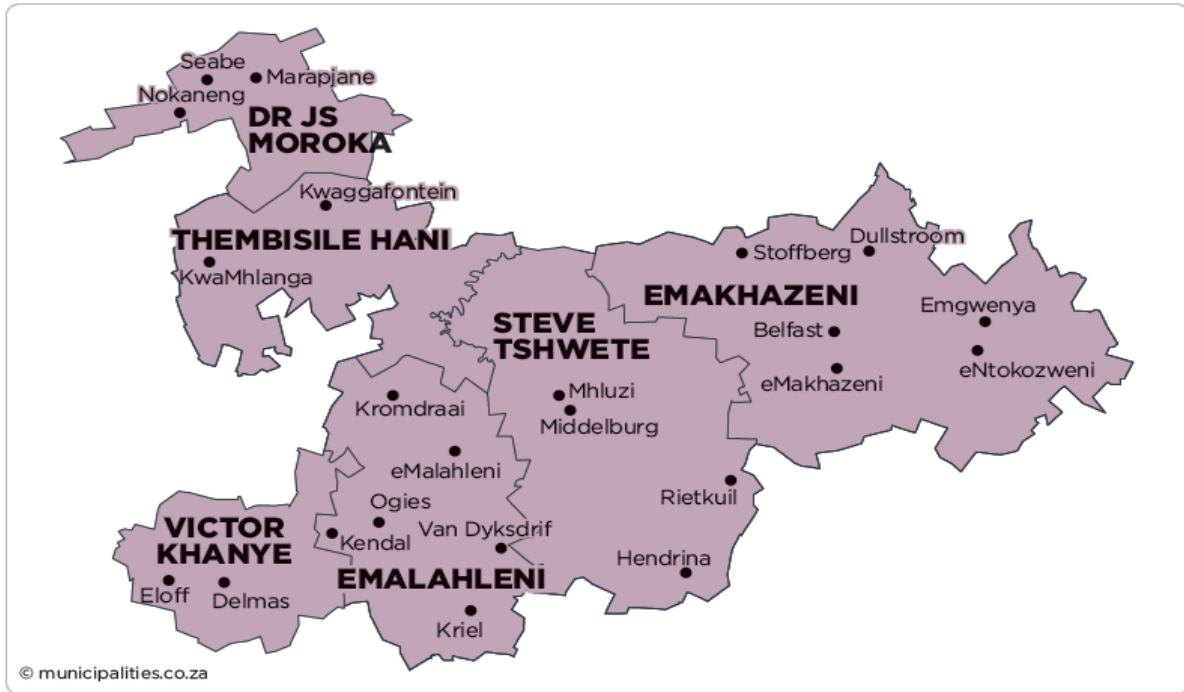 Seabe
Marapjane
Nokaneng
DR JS
MOROKA
Kwaggafontein
THEMBISILE HANI
KwaMhlanga
Stoffberg
Dullstroom
EMAKHAZENI
Emgwenya
Belfast
eNtokozweni
eMakhazeni
STEVE
TSHWETE
Mhluzi
Middelburg
Kromdraai
eMalahleni
Rietkuil
Ogies
Van Dyksdrif
Kendal
Hendrina
VICTOR
KHANYE
EMALAHLENI
Eloff
Delmas
Kriel
© municipalities.co.za